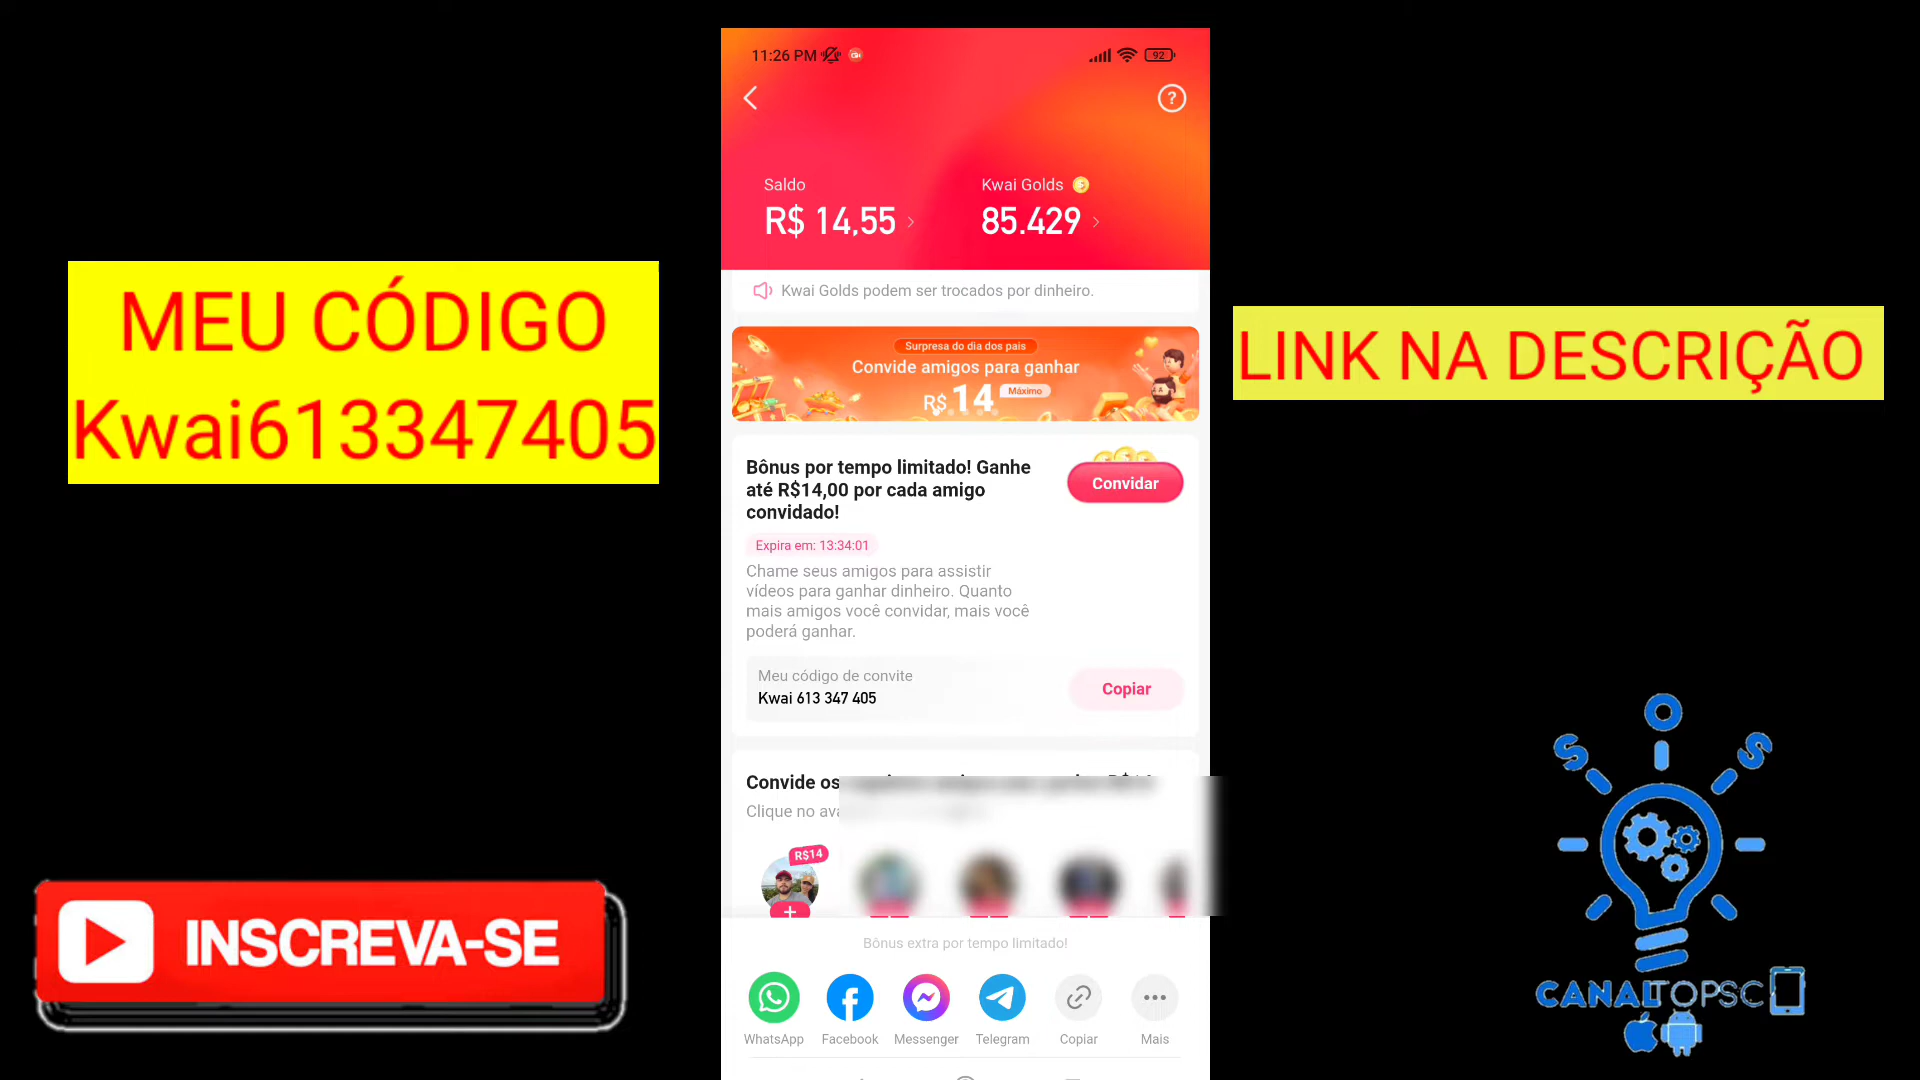 MEU CÓDIGO
Kwai613347405
LINK NA DESCRIÇÃO
INSCREVA-SE
S O S
CANALTOPSC
11:26 PM
92
?
Saldo
Kwai Golds
R$ 14,55
85.429
Kwai Golds podem ser trocados por dinheiro.
Surpresa do dia dos pais
Convide amigos para ganhar
R$ 14 Máximo
Bônus por tempo limitado! Ganhe
até R$14,00 por cada amigo
convidado!
Convidar
Expira em: 13:34:01
Chame seus amigos para assistir
vídeos para ganhar dinheiro. Quanto
mais amigos você convidar, mais você
poderá ganhar.
Meu código de convite
Kwai 613 347 405
Copiar
Convide os
Clique no
R$14
Bônus extra por tempo limitado!
WhatsApp
Facebook
Messenger
Telegram
Copiar
Mais